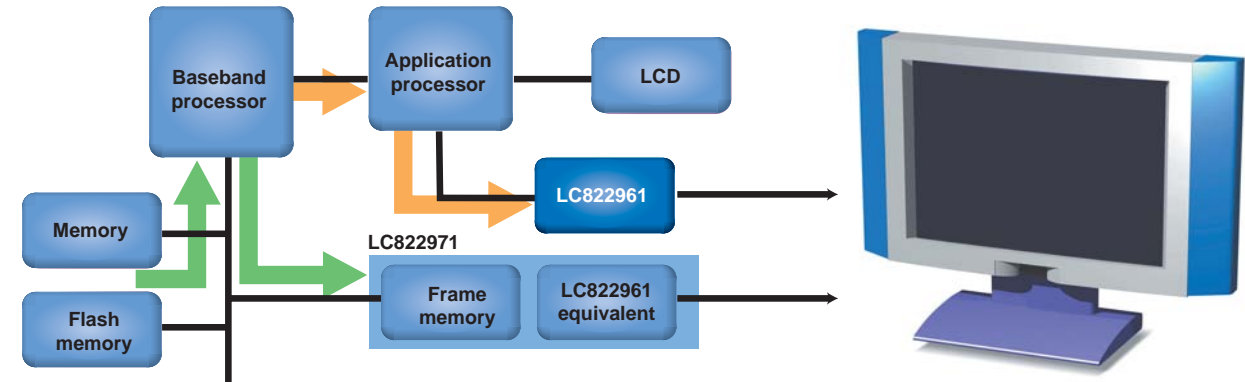 Baseband
processor
Application
processor
LCD
LC822961
Memory
LC822971
Frame
memory
LC822961
equivalent
Flash
memory